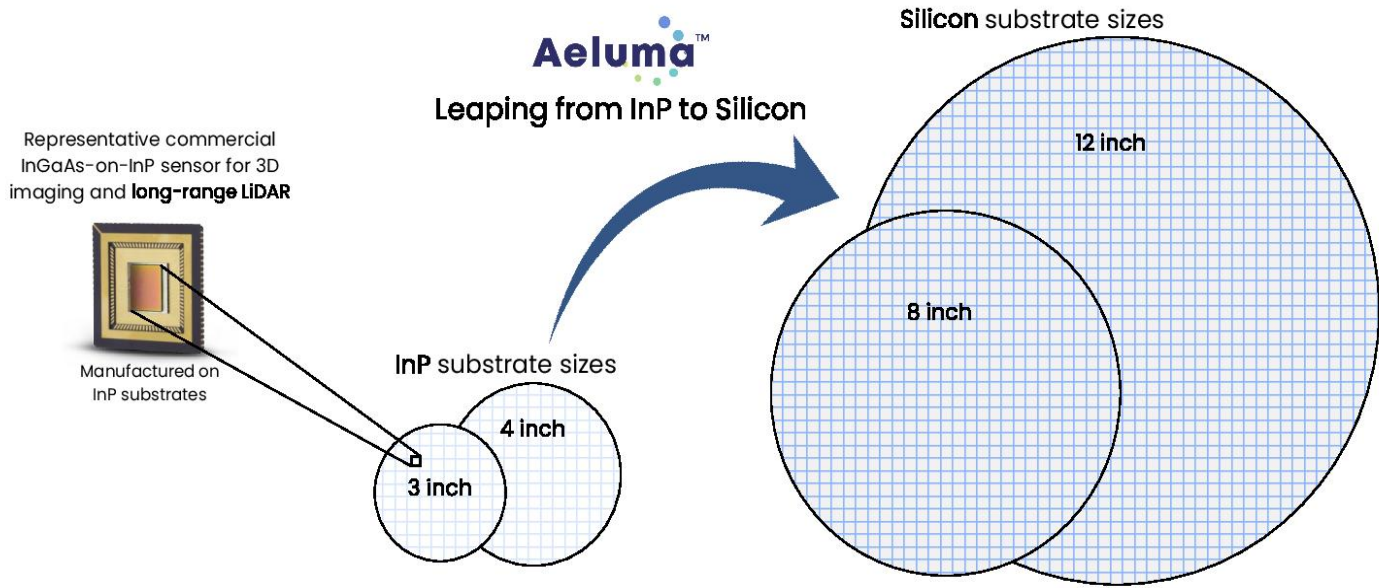 Silicon substrate sizes
Aeluma™
Leaping from InP to Silicon
Representative commercial
InGaAs-on-InP sensor for 3D
imaging and long-range LiDAR
12 inch
8 inch
Manufactured on
InP substrates
InP substrate sizes
4 inch
3 inch